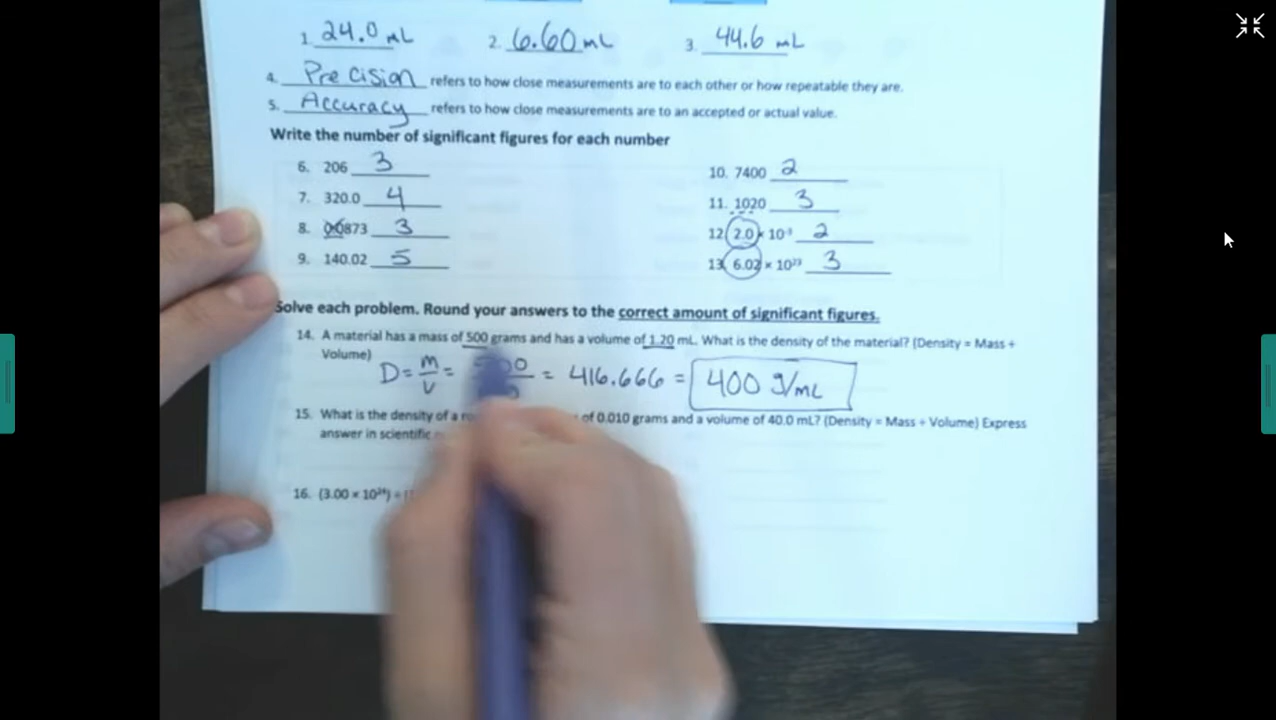 1. 24.0 mL 2. 6.60 mL 3. 44.6 mL
4. Precision refers to how close measurements are to each other or how repeatable they are.
5. Accuracy refers to how close measurements are to an accepted or actual value.
Write the number of significant figures for each number
6. 206 3 10. 7400 2
7. 320.0 4 11. 1020 3
8. 00873 3 12. 2.0 × 10⁻³ 2
9. 140.02 5 13. 6.02 × 10²³ 3
Solve each problem. Round your answers to the correct amount of significant figures.
14. A material has a mass of 500 grams and has a volume of 1.20 mL. What is the density of the material? (Density = Mass ÷
Volume)
D = m/v = = 416.666 = 400 g/mL
15. What is the density of a of 0.010 grams and a volume of 40.0 mL? (Density = Mass ÷ Volume) Express
answer in scientific
16. (3.00 × 10²⁴) ÷